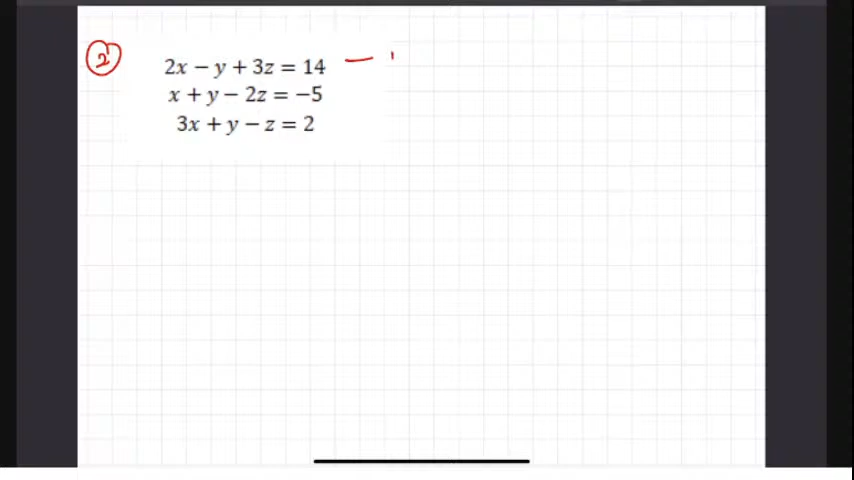 2
2x − y + 3z = 14 —
x + y − 2z = −5
3x + y − z = 2